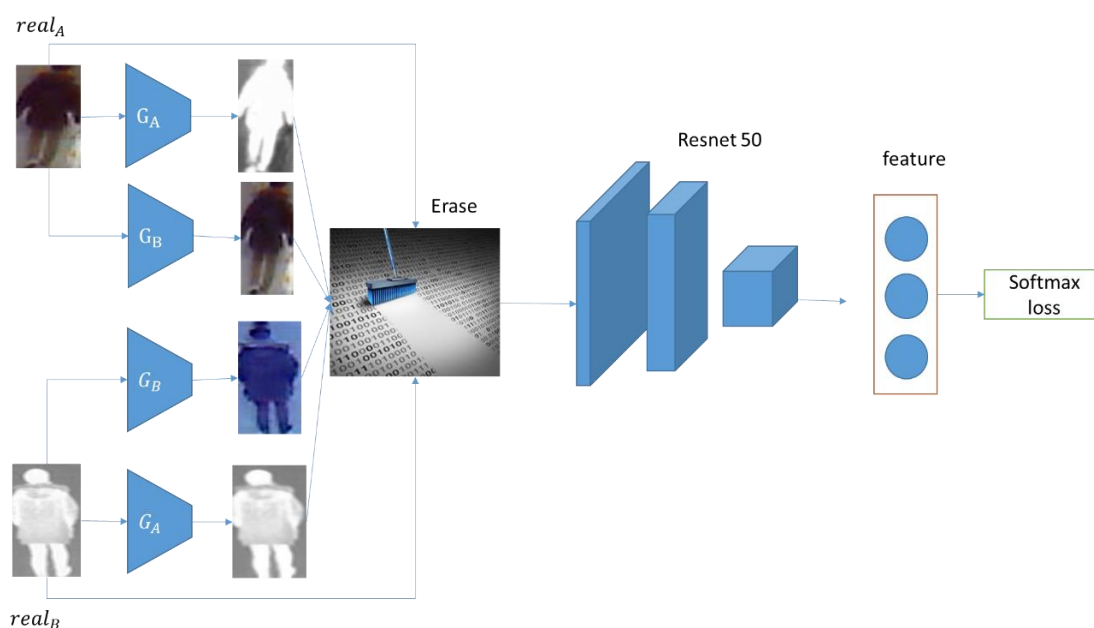 real_A
G_A
G_B
G_B
G_A
real_B
Erase
Resnet 50
feature
Softmax
loss